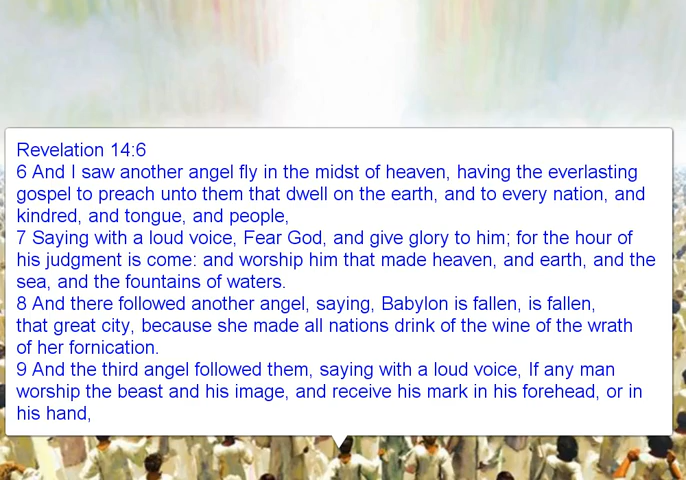 Revelation 14:6
6 And I saw another angel fly in the midst of heaven, having the everlasting
gospel to preach unto them that dwell on the earth, and to every nation, and
kindred, and tongue, and people,
7 Saying with a loud voice, Fear God, and give glory to him; for the hour of
his judgment is come: and worship him that made heaven, and earth, and the
sea, and the fountains of waters.
8 And there followed another angel, saying, Babylon is fallen, is fallen,
that great city, because she made all nations drink of the wine of the wrath
of her fornication.
9 And the third angel followed them, saying with a loud voice, If any man
worship the beast and his image, and receive his mark in his forehead, or in
his hand,